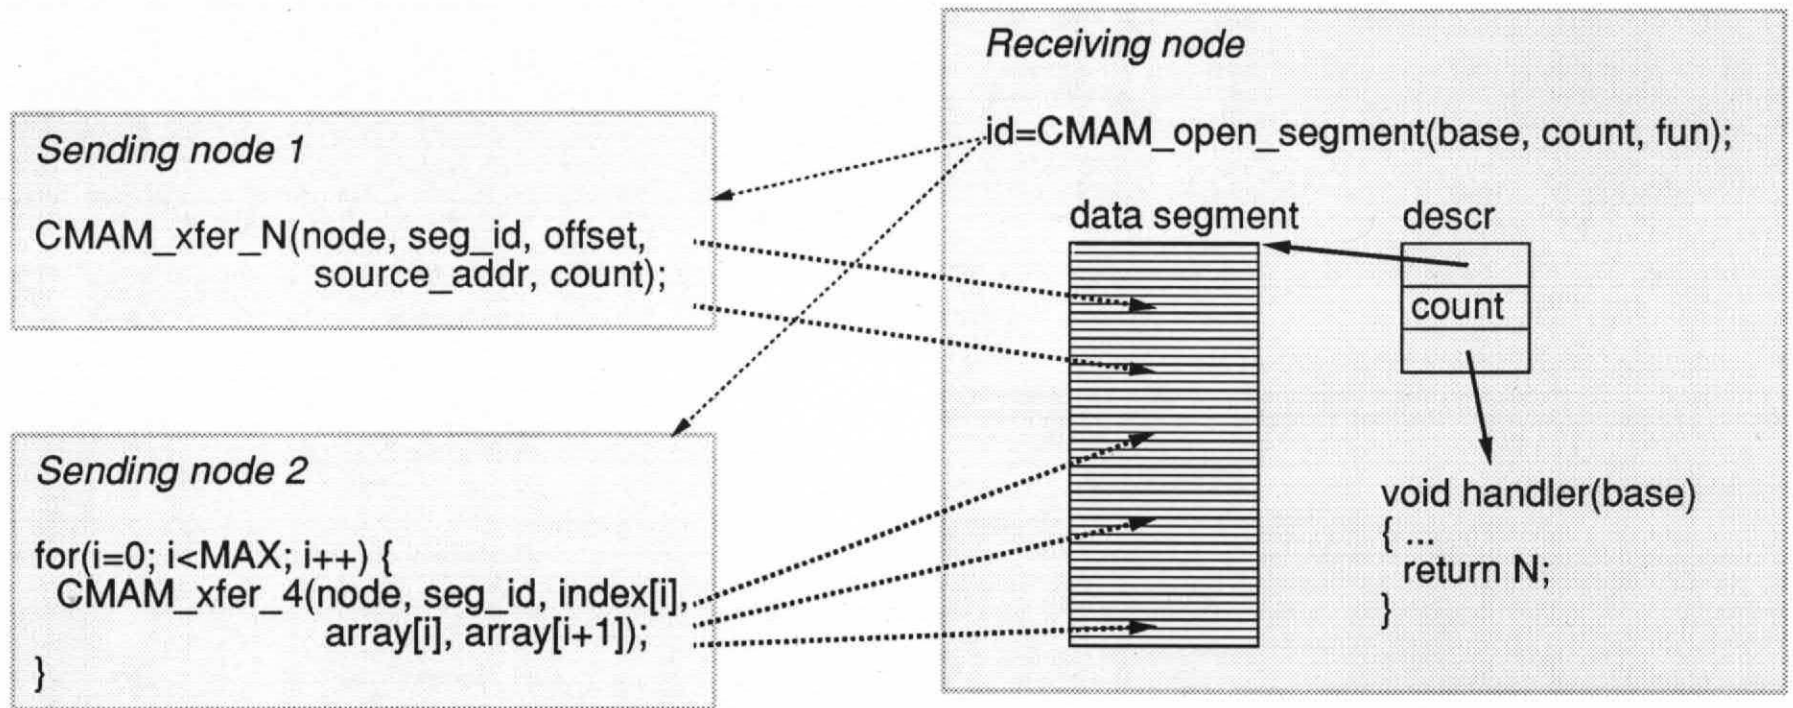 Receiving node
id=CMAM_open_segment(base, count, fun);
data segment
descr
count
void handler(base)
{ ...
return N;
}
Sending node 1
CMAM_xfer_N(node, seg_id, offset,
source_addr, count);
Sending node 2
for(i=0; i<MAX; i++) {
CMAM_xfer_4(node, seg_id, index[i],
array[i], array[i+1]);
}